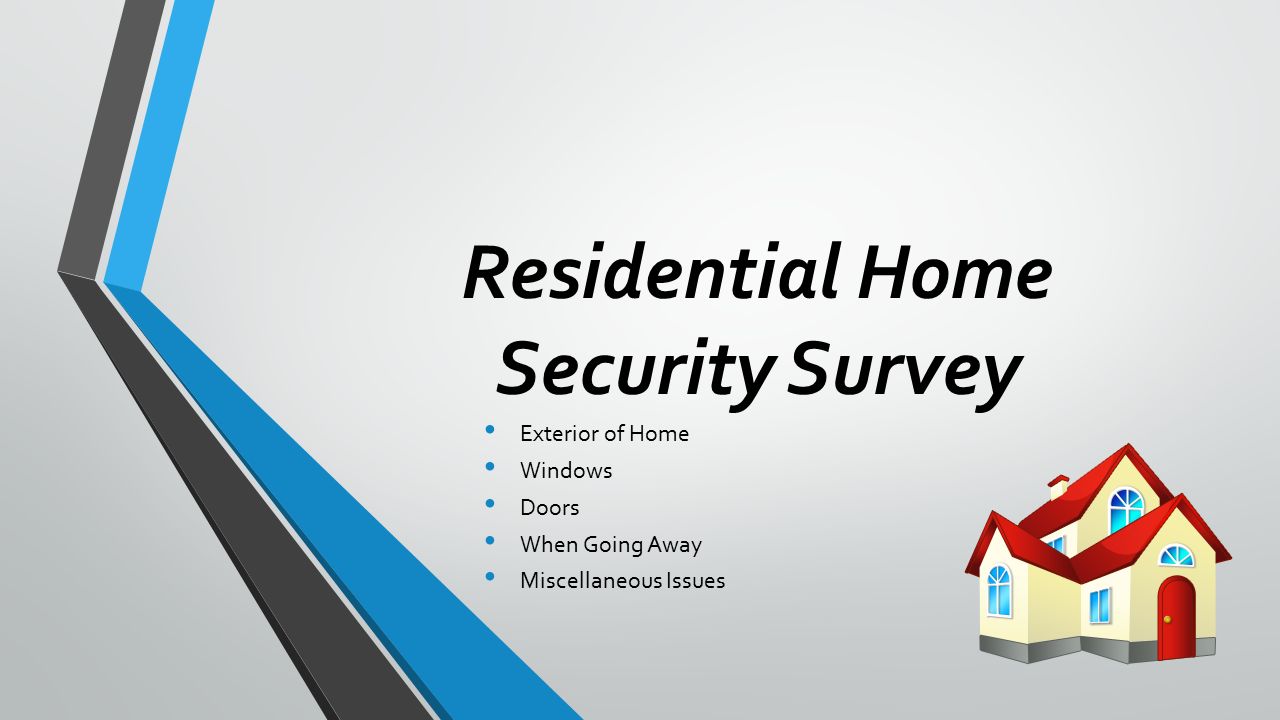 Residential Home
Security Survey
• Exterior of Home
• Windows
• Doors
• When Going Away
• Miscellaneous Issues